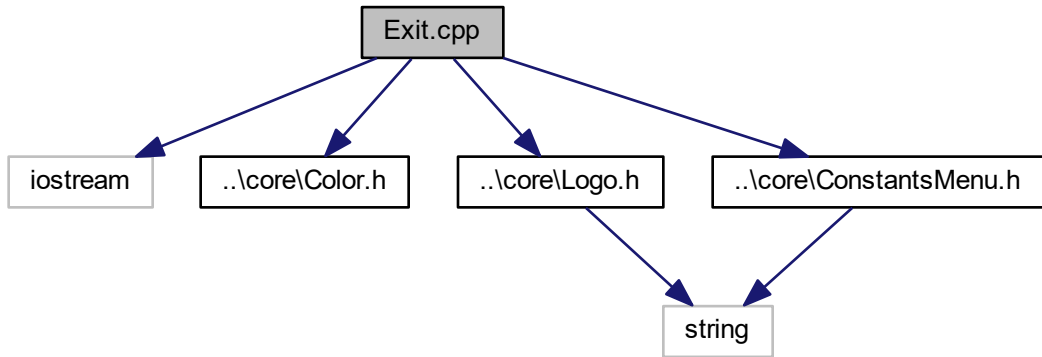 Exit.cpp
iostream
..\core\Color.h
..\core\Logo.h
..\core\ConstantsMenu.h
string